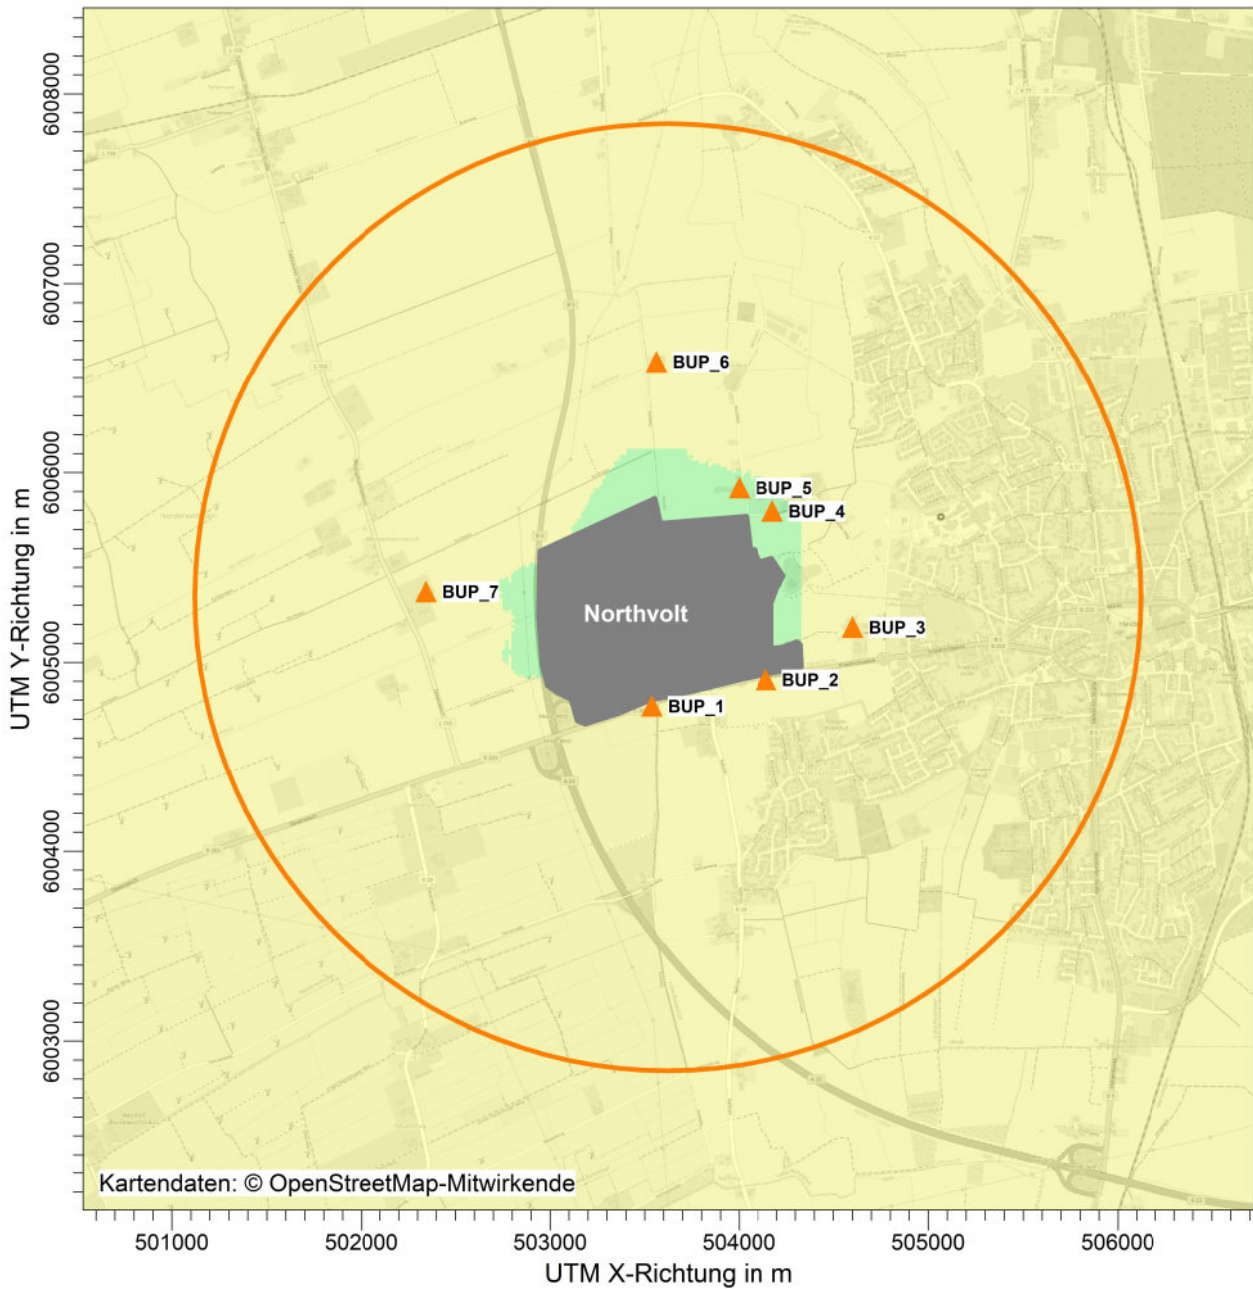 6008000
6007000
6006000
6005000
6004000
6003000
UTM Y-Richtung in m
BUP_6
BUP_5
BUP_4
BUP_7
Northvolt
BUP_3
BUP_2
BUP_1
Kartendaten: © OpenStreetMap-Mitwirkende
501000 502000 503000 504000 505000 506000
UTM X-Richtung in m